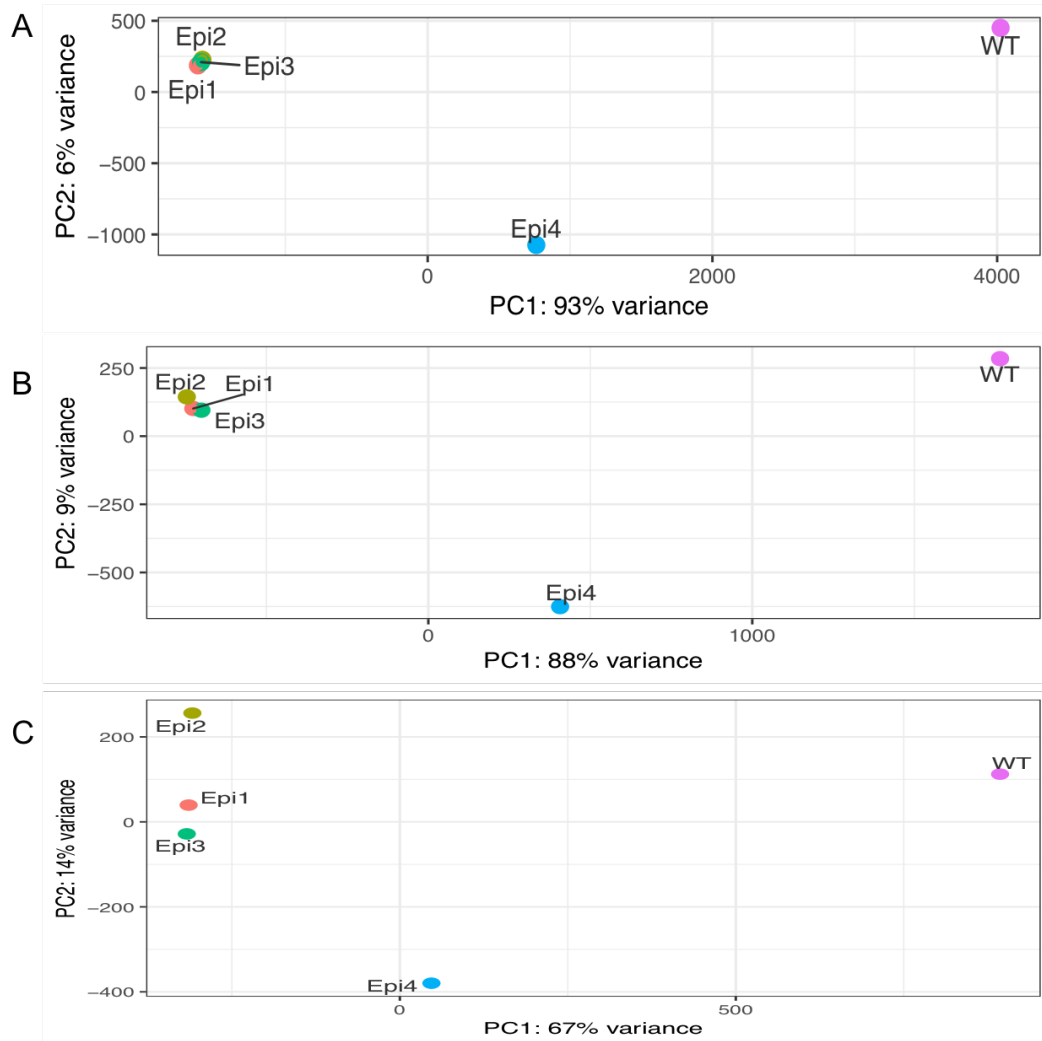 A
PC2: 6% variance
500
0
−500
−1000
Epi2
Epi3
Epi1
WT
Epi4
0
2000
4000
PC1: 93% variance
B
PC2: 9% variance
250
0
−250
−500
Epi2
Epi1
Epi3
WT
Epi4
0
1000
PC1: 88% variance
C
PC2: 14% variance
200
0
−200
−400
Epi2
WT
Epi1
Epi3
Epi4
0
500
PC1: 67% variance